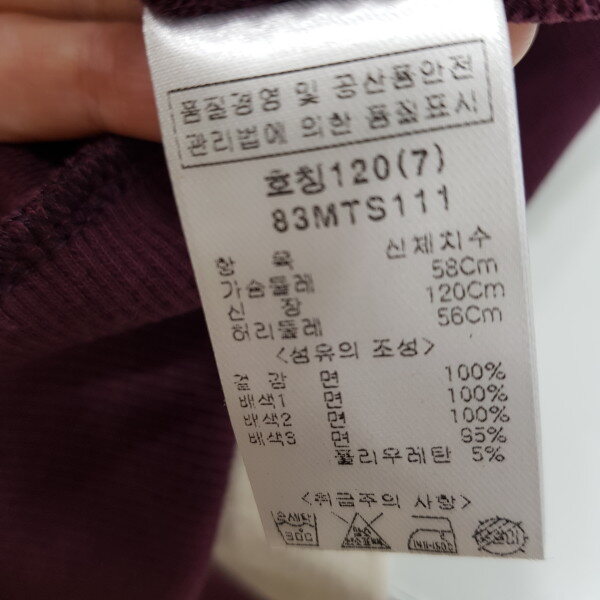 품질경영 및 공산품안전
관리법에 의한 품질표시
호칭120(7)
83MTS111
항 목 신체치수
가슴둘레 58Cm
신 장 120Cm
허리둘레 56Cm
<섬유의 조성>
겉감 면 100%
배색1 면 100%
배색2 면 100%
배색3 면 95%
폴리우레탄 5%
<취급주의 사항>
손세탁
30C